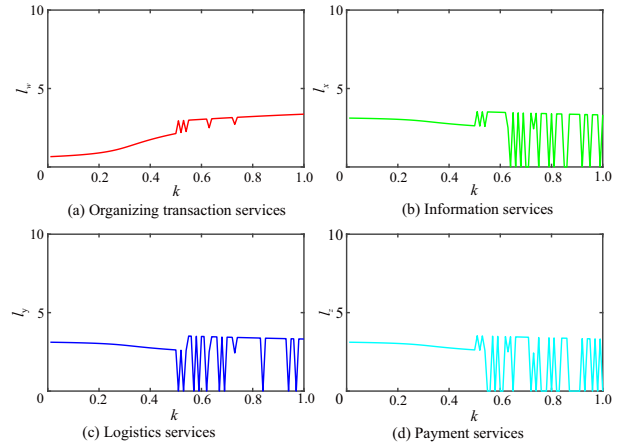 10
l_w
5
0
0.2
0.4
0.6
0.8
1.0
k
(a) Organizing transaction services
10
l_x
5
0
0.2
0.4
0.6
0.8
1.0
k
(b) Information services
10
l_y
5
0
0
0.2
0.4
0.6
0.8
1.0
k
(c) Logistics services
10
l_z
5
0
0
0.2
0.4
0.6
0.8
1.0
k
(d) Payment services